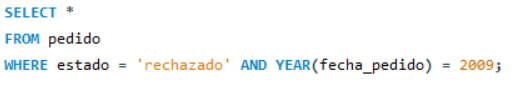 SELECT *
FROM pedido
WHERE estado = 'rechazado' AND YEAR(fecha_pedido) = 2009;